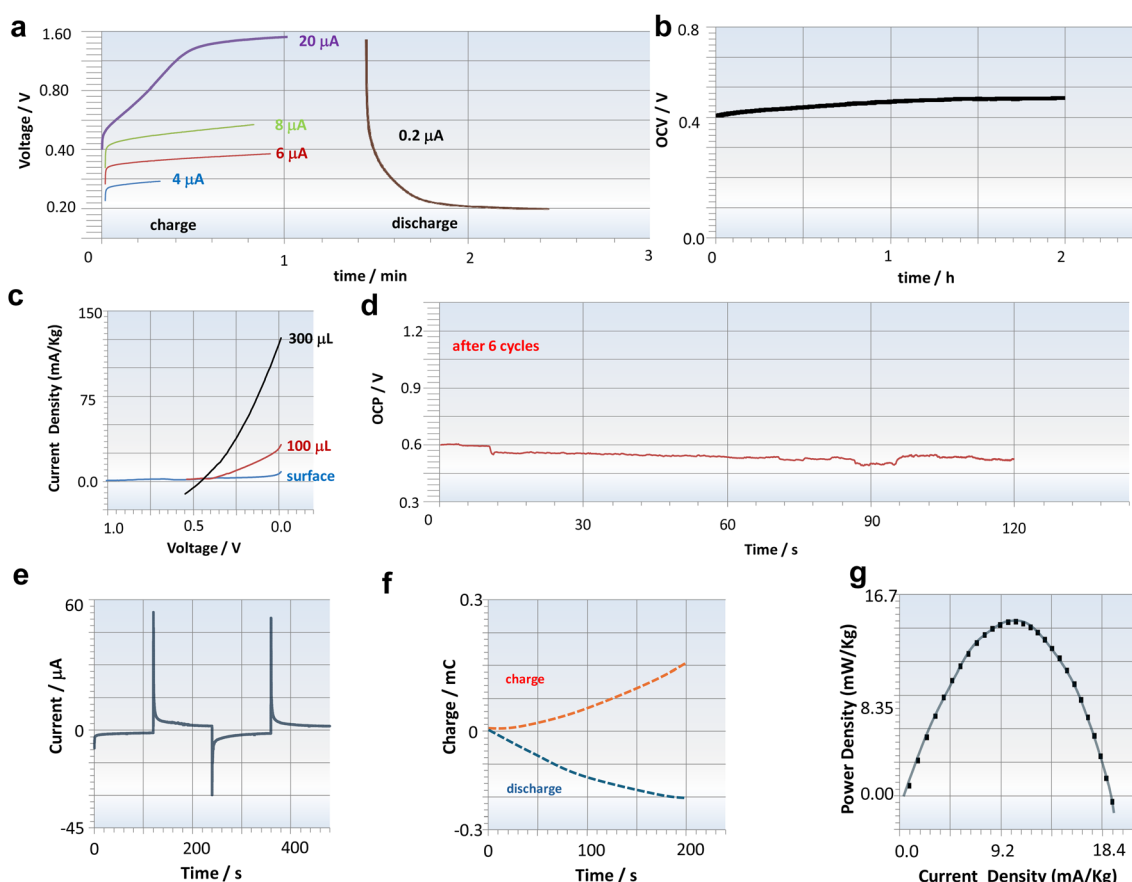 a
1.60
0.80
0.40
0.20
Voltage / V
20 μA
8 μA
6 μA
4 μA
0.2 μA
charge
discharge
0
1
2
3
time / min
b
0.8
0.4
0.0
OCV / V
0
1
2
time / h
c
150
75
0.0
Current Density (mA/Kg)
300 μL
100 μL
surface
1.0
0.5
0.0
Voltage / V
d
1.2
0.9
0.6
0.3
OCP / V
after 6 cycles
0
30
60
90
120
Time / s
e
60
0
-45
Current / μA
0
200
400
Time / s
f
0.3
0
-0.3
Charge / mC
charge
discharge
0
100
200
Time / s
g
16.7
8.35
0.00
Power Density (mW/Kg)
0.0
9.2
18.4
Current Density (mA/Kg)